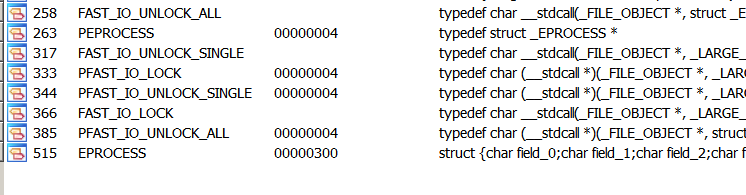 258 FAST_IO_UNLOCK_ALL typedef char __stdcall(_FILE_OBJECT *, struct _E
263 PEPROCESS 00000004 typedef struct _EPROCESS *
317 FAST_IO_UNLOCK_SINGLE typedef char __stdcall(_FILE_OBJECT *, _LARGE_
333 PFAST_IO_LOCK 00000004 typedef char (__stdcall *)(_FILE_OBJECT *, _LAR
344 PFAST_IO_UNLOCK_SINGLE 00000004 typedef char (__stdcall *)(_FILE_OBJECT *, _LAR
366 FAST_IO_LOCK typedef char __stdcall(_FILE_OBJECT *, _LARGE_
385 PFAST_IO_UNLOCK_ALL 00000004 typedef char (__stdcall *)(_FILE_OBJECT *, struct
515 EPROCESS 00000300 struct {char field_0;char field_1;char field_2;char f